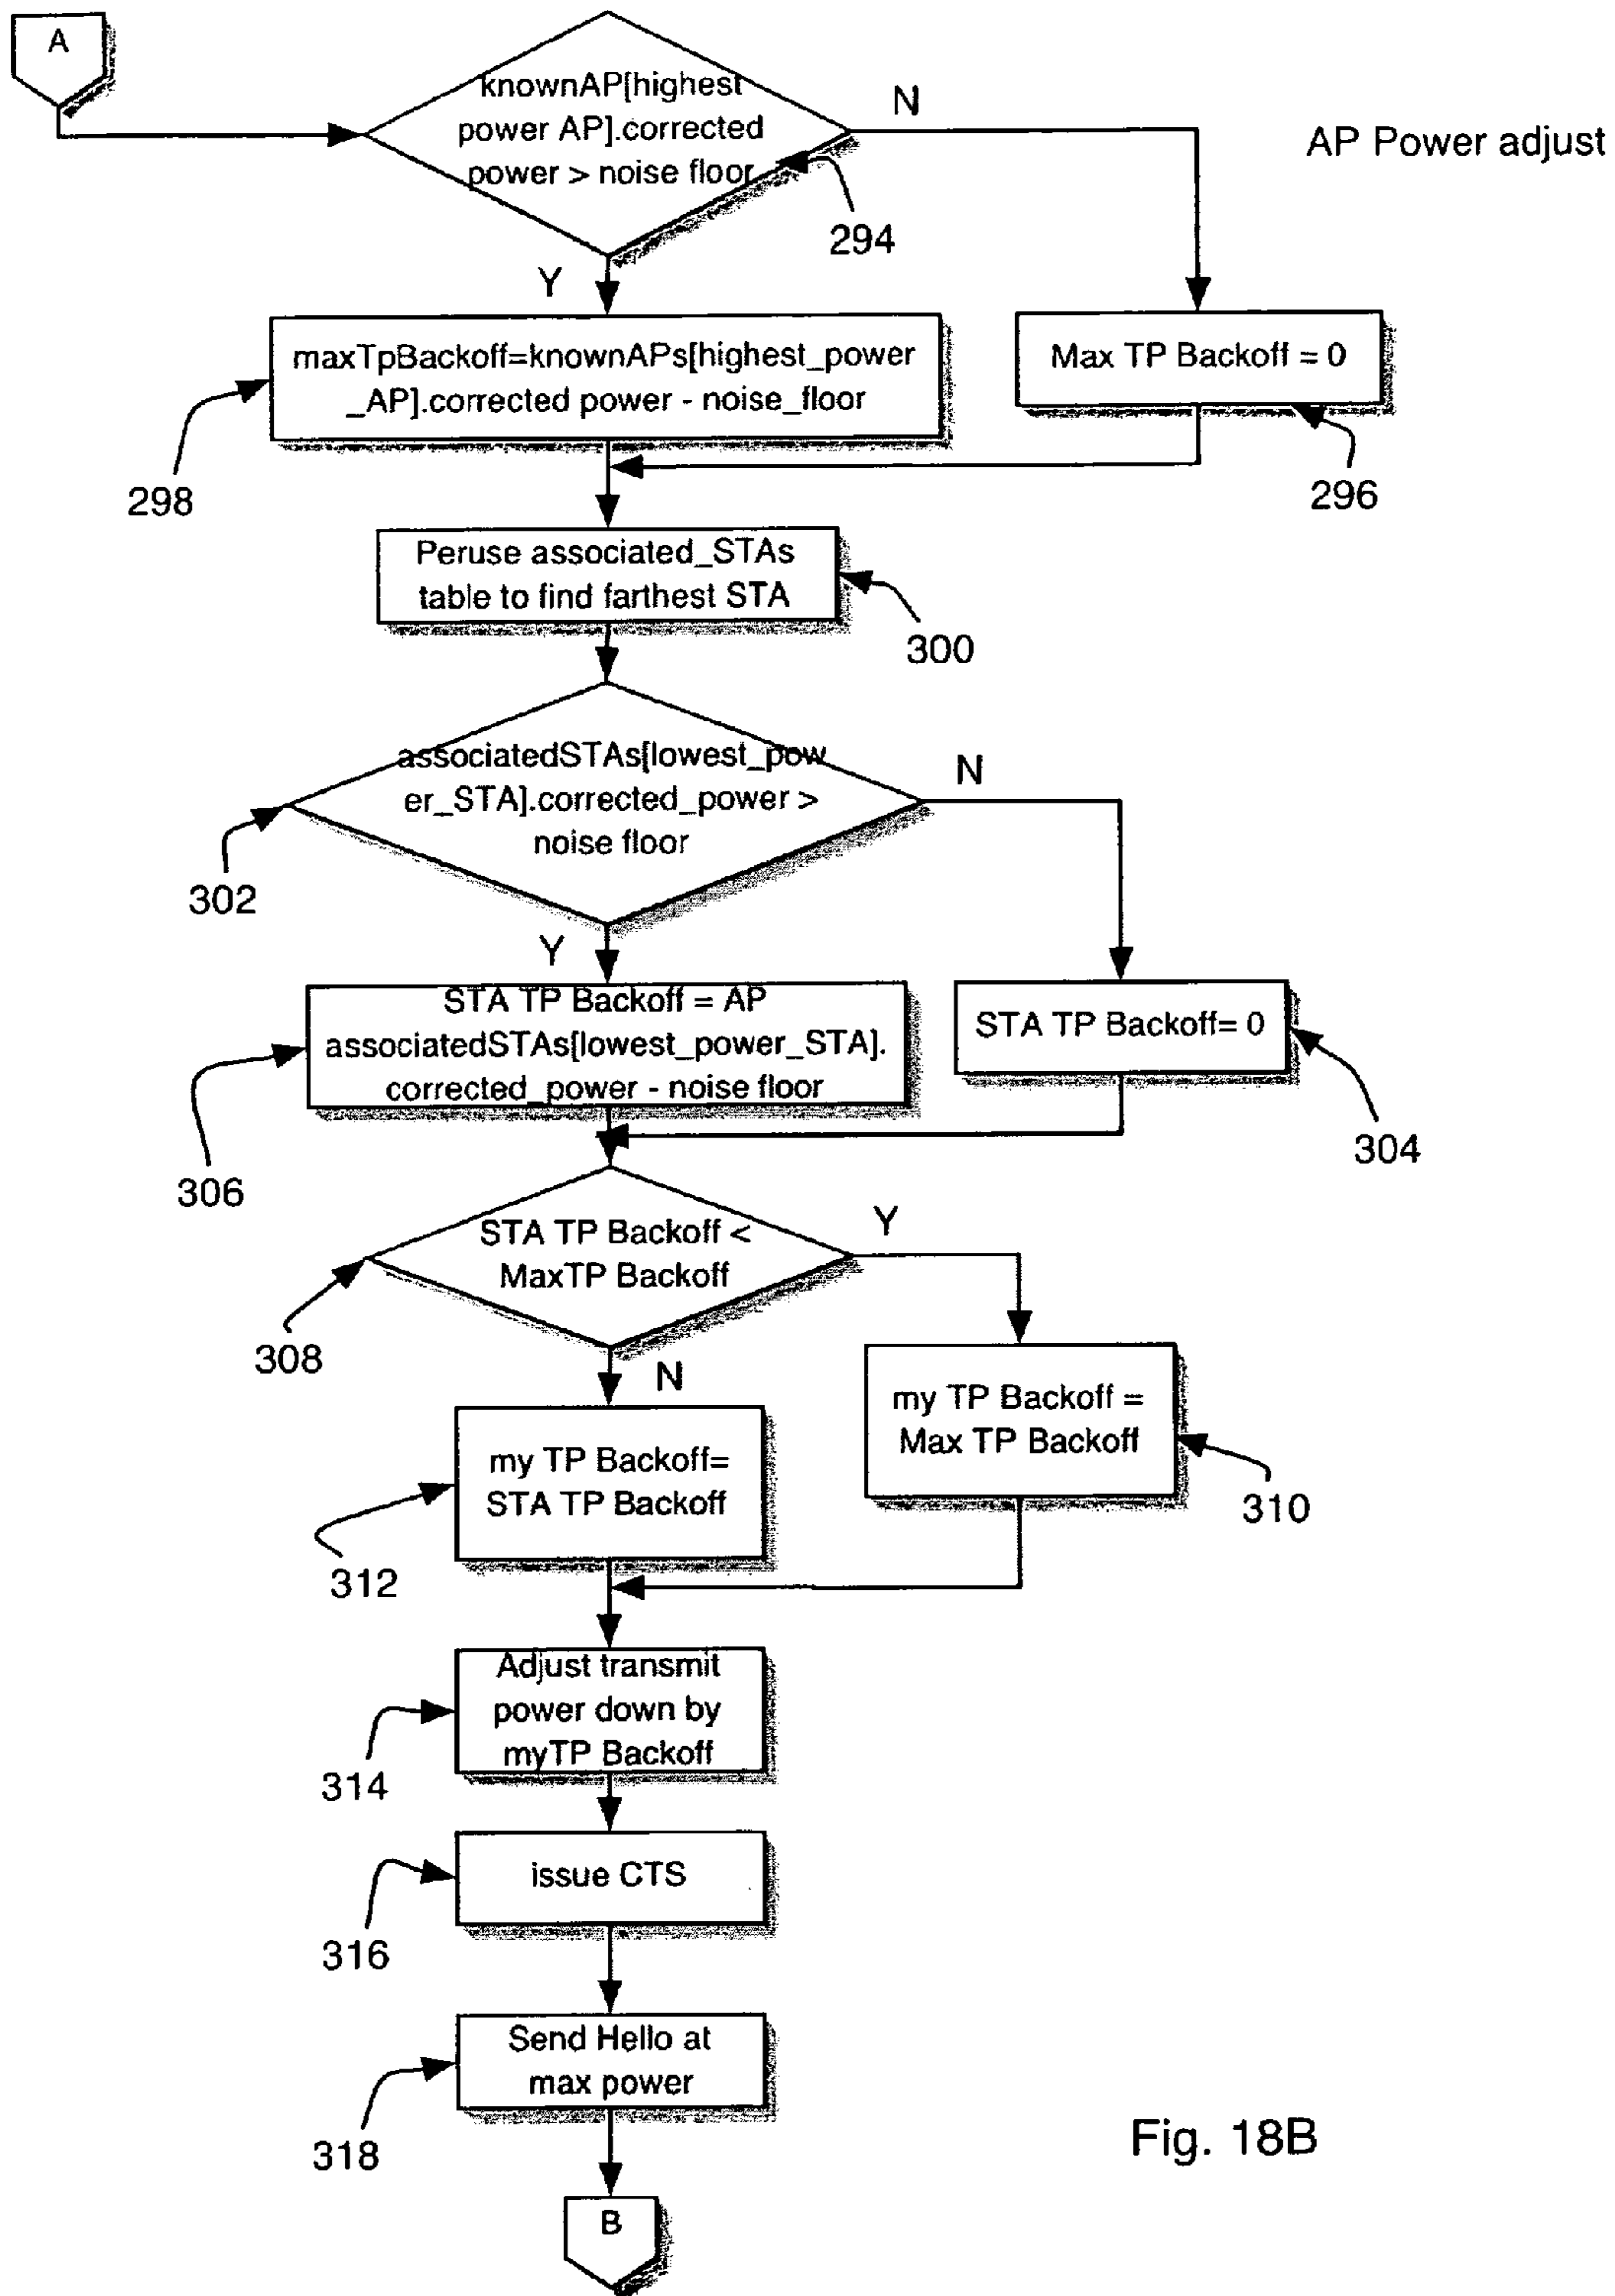 A
knownAP[highest
power AP].corrected
power > noise floor
N
AP Power adjust
294
Y
maxTpBackoff=knownAPs[highest_power
_AP].corrected power - noise_floor
Max TP Backoff = 0
298
296
Peruse associated_STAs
table to find farthest STA
300
associatedSTAs[lowest_pow
er_STA].corrected_power >
noise floor
N
302
Y
STA TP Backoff = AP
associatedSTAs[lowest_power_STA].
corrected_power - noise floor
STA TP Backoff= 0
306
304
STA TP Backoff <
MaxTP Backoff
Y
308
N
my TP Backoff=
STA TP Backoff
my TP Backoff =
Max TP Backoff
312
310
Adjust transmit
power down by
myTP Backoff
314
issue CTS
316
Send Hello at
max power
318
Fig. 18B
B